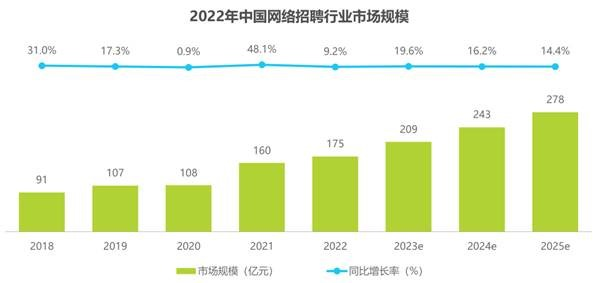 2022年中国网络招聘行业市场规模
31.0% 17.3% 0.9% 48.1% 9.2% 19.6% 16.2% 14.4%
91 107 108 160 175 209 243 278
2018 2019 2020 2021 2022 2023e 2024e 2025e
市场规模（亿元） 同比增长率（%）